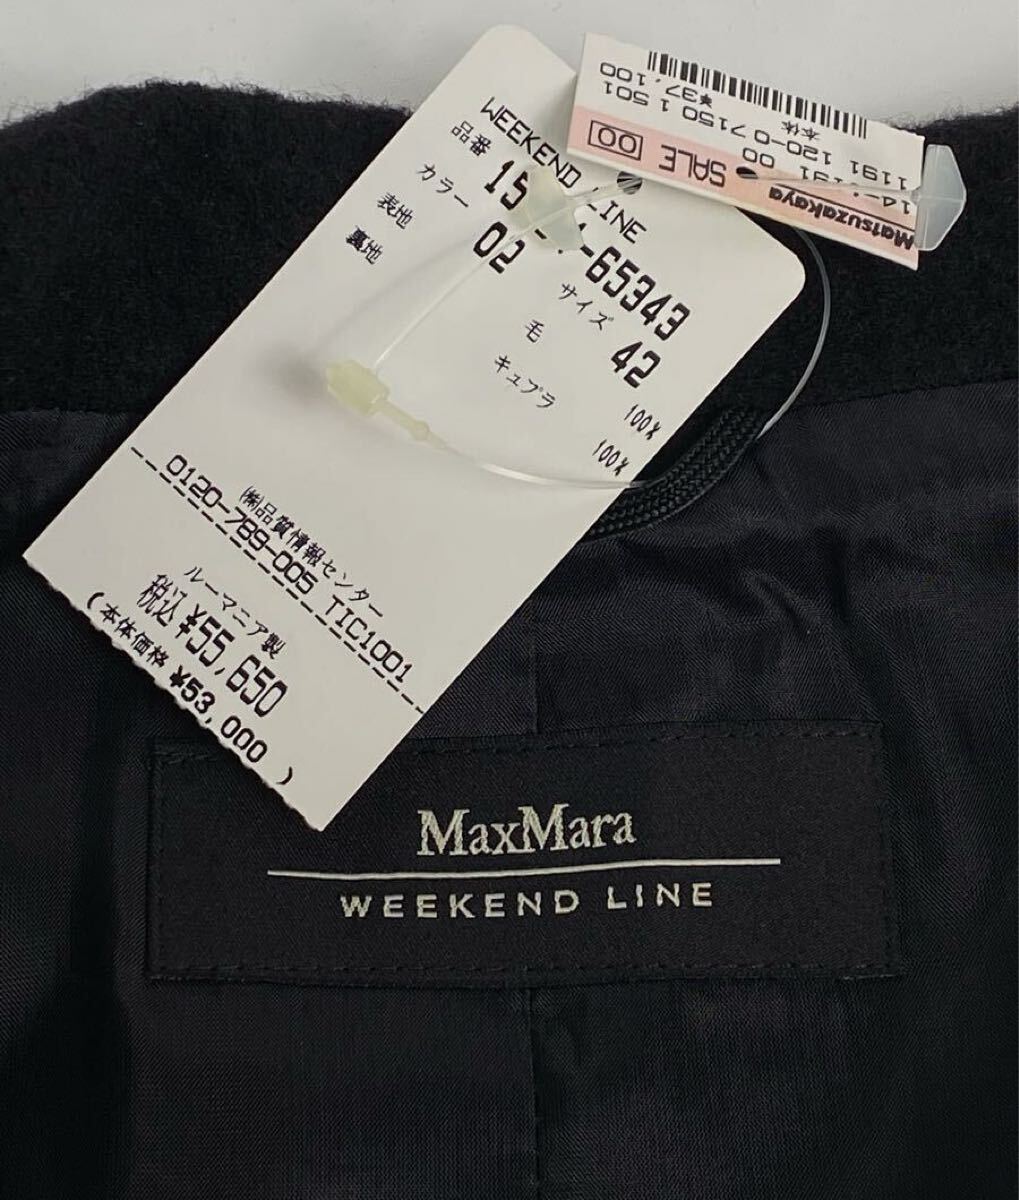 WEEKEND LINE
品番 15 -65343
カラー 02 サイズ 42
表地 毛 100%
裏地 キュプラ 100%
㈱品質情報センター
0120-789-005 TIC1001
ルーマニア製
税込 ¥55,650
(本体価格 ¥53,000 )
Matsuzakaya
SALE 00
1191 120-0 7150 1 501
本体 ¥37,100
MaxMara
WEEKEND LINE